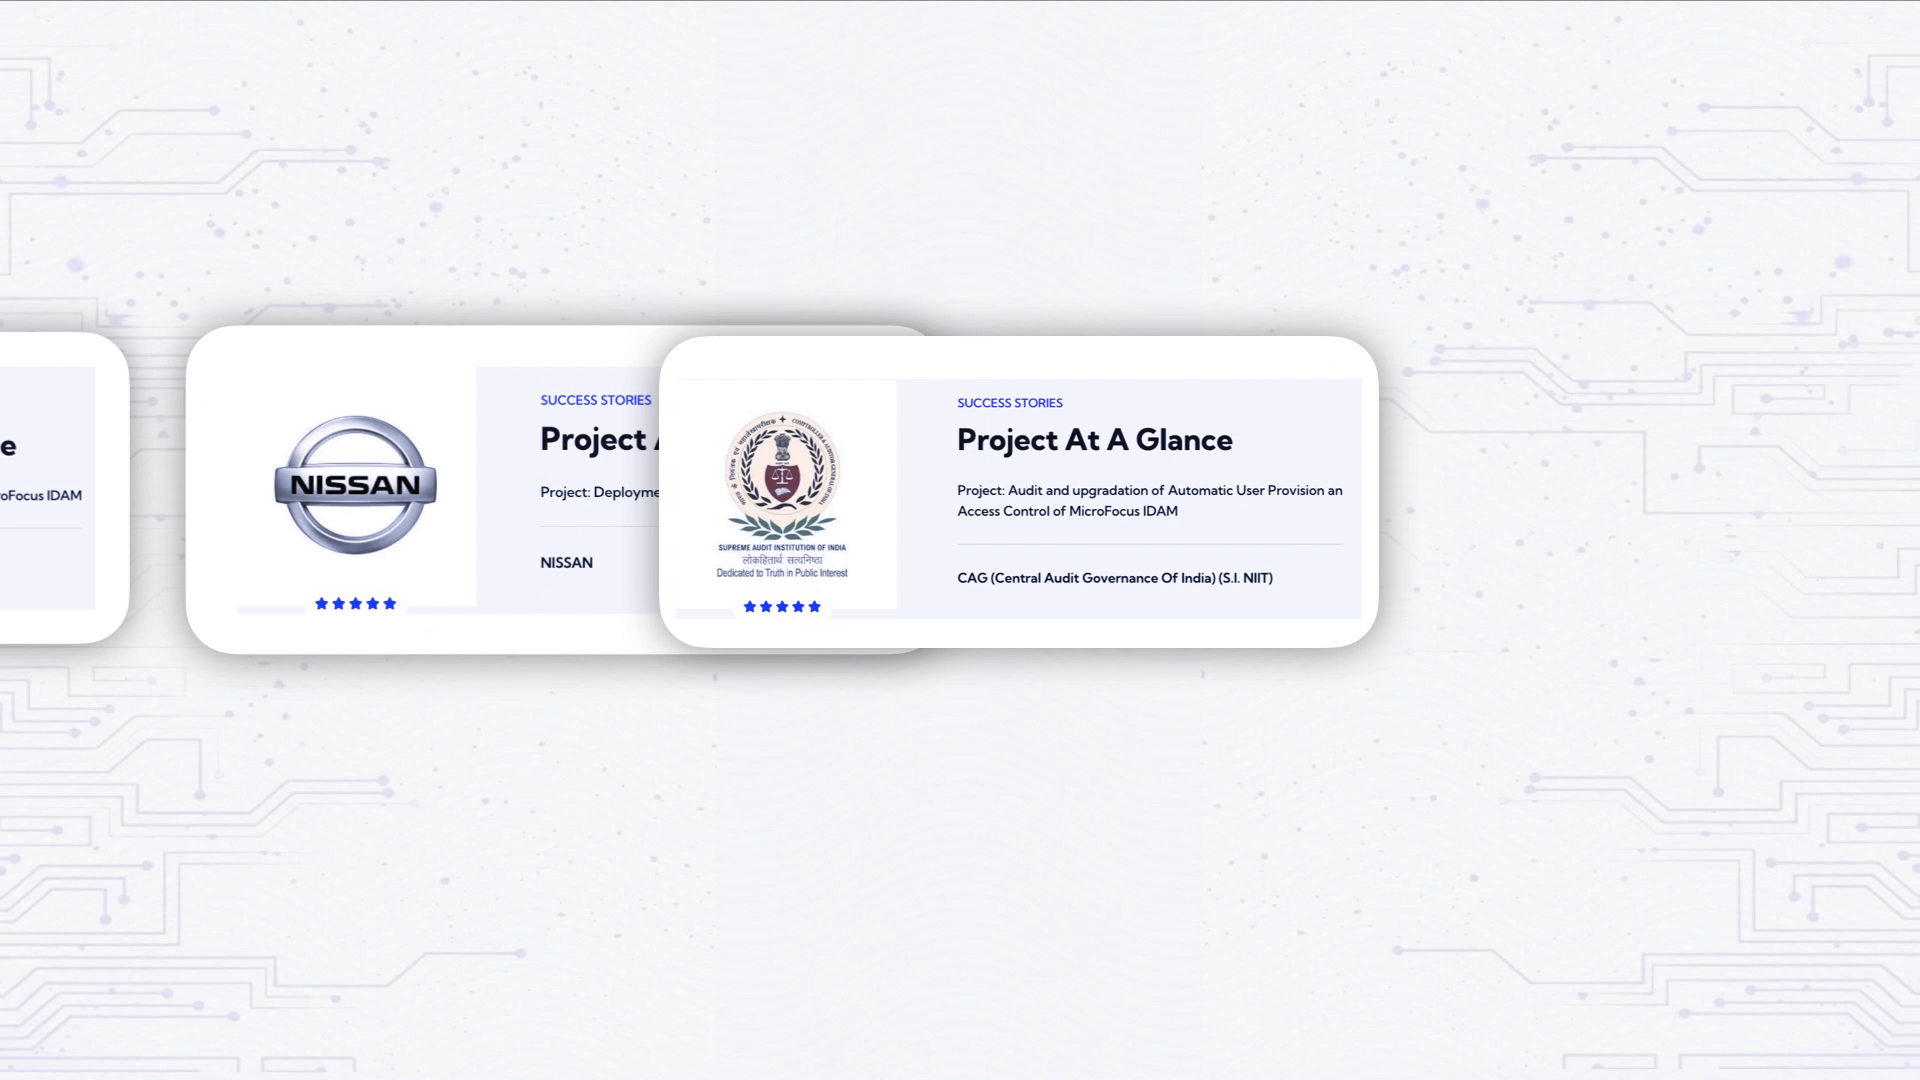 e
oFocus IDAM
NISSAN
SUCCESS STORIES
Project
Project: Deployme
NISSAN
SUPREME AUDIT INSTITUTION OF INDIA
लोकहितार्थ सत्यनिष्ठा
Dedicated to Truth in Public Interest
SUCCESS STORIES
Project At A Glance
Project: Audit and upgradation of Automatic User Provision an
Access Control of MicroFocus IDAM
CAG (Central Audit Governance Of India) (S.I. NIIT)